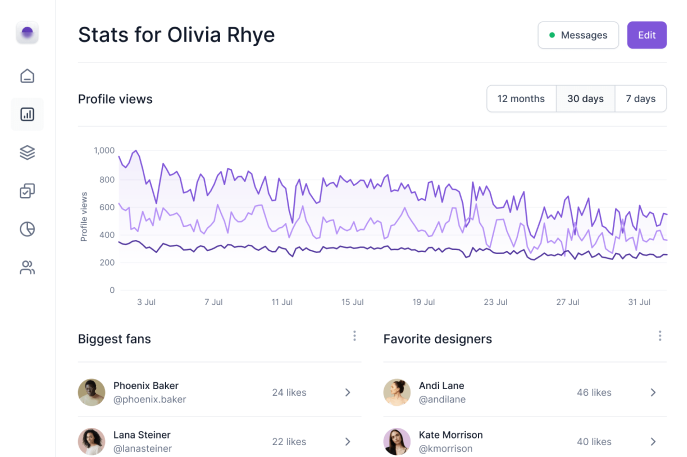 Stats for Olivia Rhye
Messages
Edit
Profile views
12 months
30 days
7 days
Profile views
1,000
800
600
400
200
0
3 Jul
7 Jul
11 Jul
15 Jul
19 Jul
23 Jul
27 Jul
31 Jul
Biggest fans
Phoenix Baker
@phoenix.baker
24 likes
Lana Steiner
@lanasteiner
22 likes
Favorite designers
Andi Lane
@andilane
46 likes
Kate Morrison
@kmorrison
40 likes